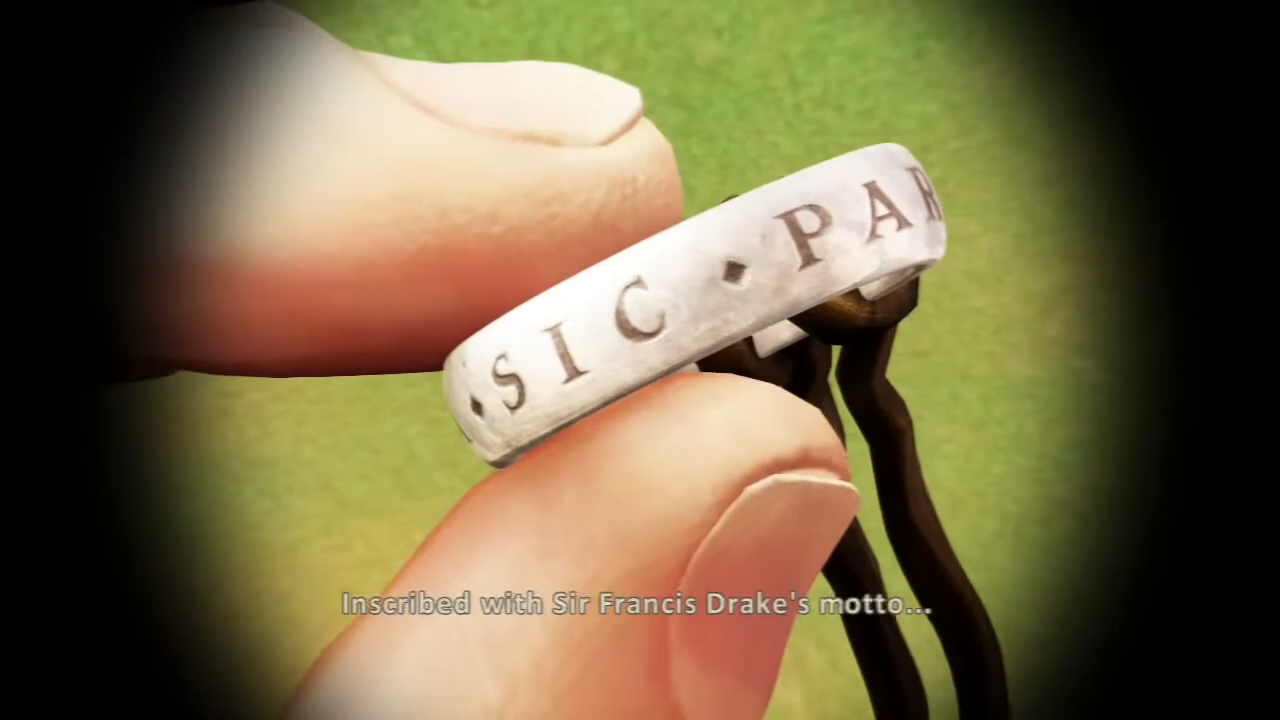 ◆ SIC ◆ PAR
Inscribed with Sir Francis Drake's motto...